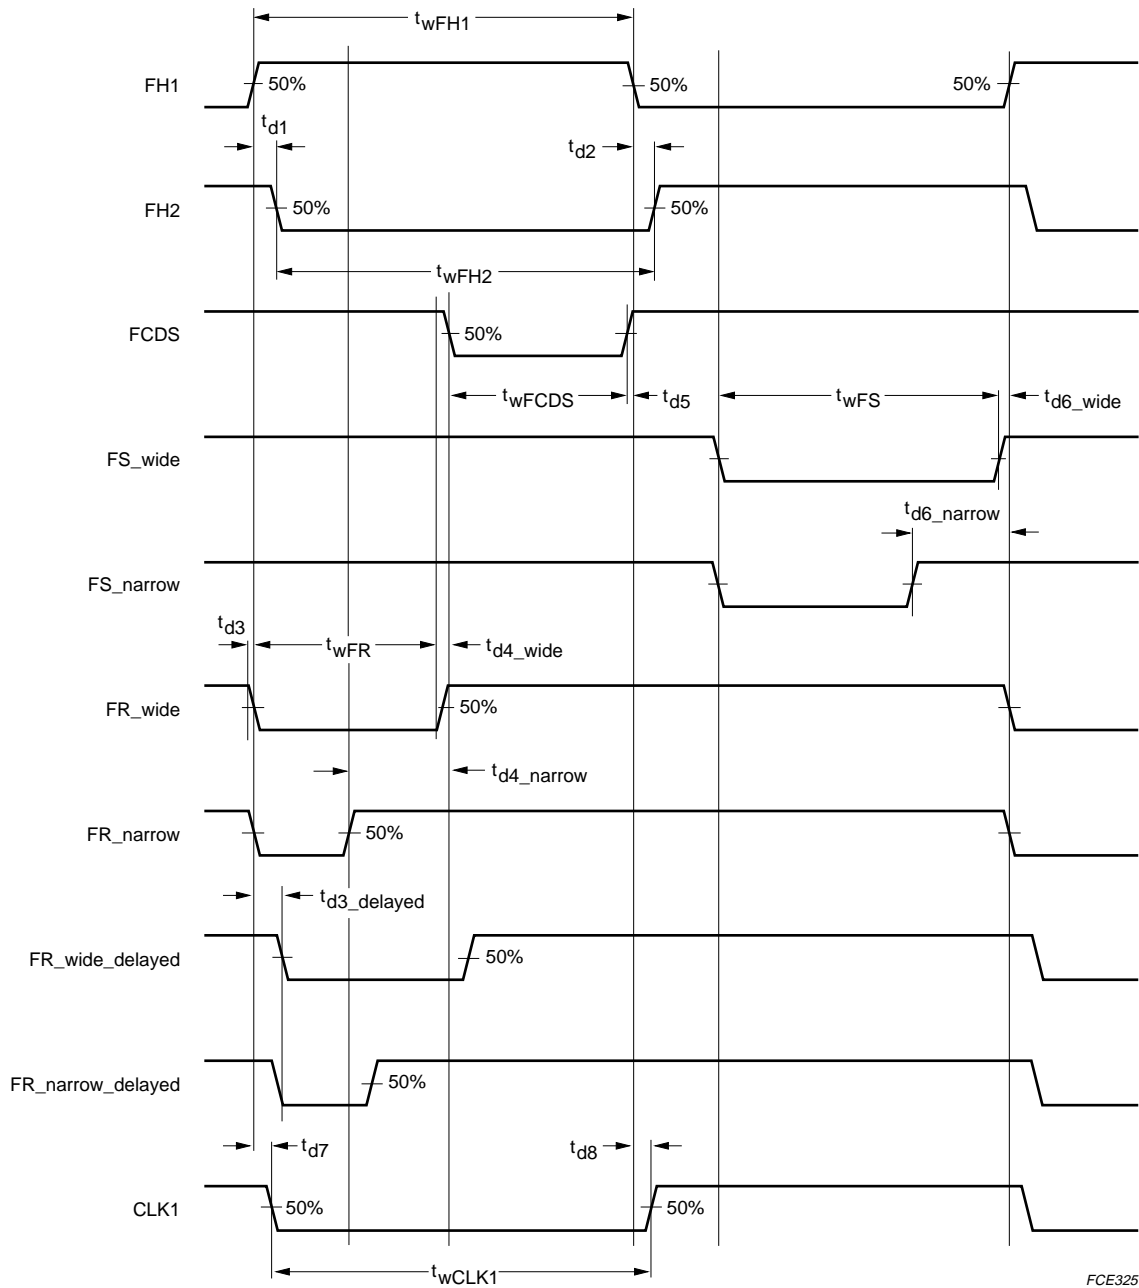 twFH1
FH1
50%
50%
50%
td1
td2
FH2
50%
50%
twFH2
FCDS
50%
twFCDS
td5
twFS
td6_wide
FS_wide
td6_narrow
FS_narrow
td3
twFR
td4_wide
FR_wide
50%
td4_narrow
FR_narrow
50%
td3_delayed
FR_wide_delayed
50%
FR_narrow_delayed
50%
td7
td8
CLK1
50%
50%
twCLK1
FCE325